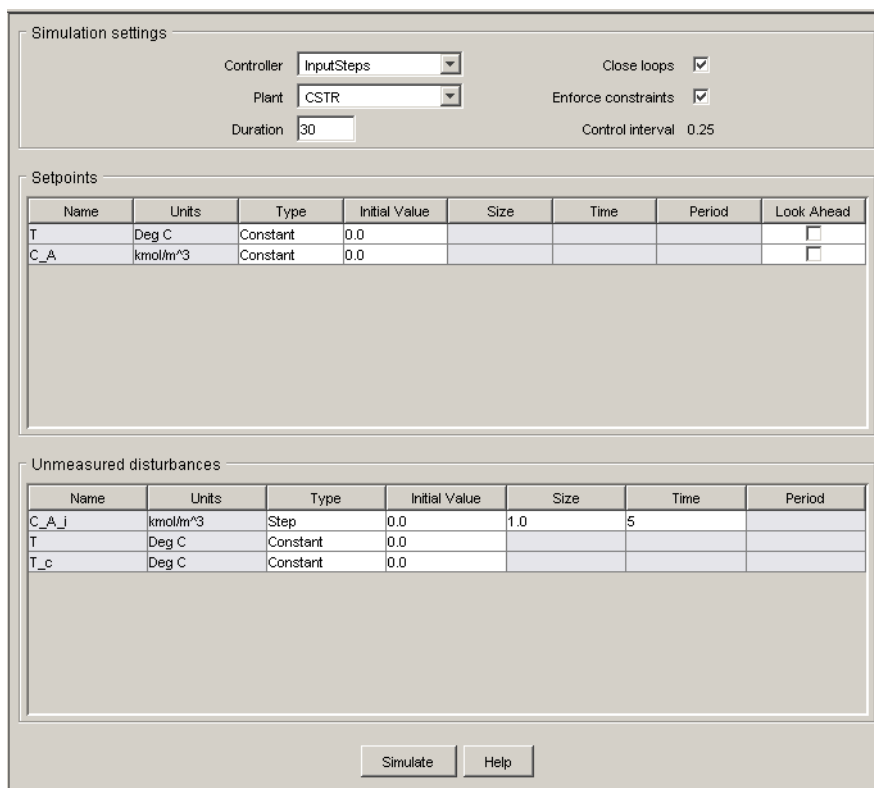 Simulation settings
Controller InputSteps Close loops
Plant CSTR Enforce constraints
Duration 30 Control interval 0.25
Setpoints
Name Units Type Initial Value Size Time Period Look Ahead
T Deg C Constant 0.0
C_A kmol/m^3 Constant 0.0
Unmeasured disturbances
Name Units Type Initial Value Size Time Period
C_A_i kmol/m^3 Step 0.0 1.0 5
T Deg C Constant 0.0
T_c Deg C Constant 0.0
Simulate Help